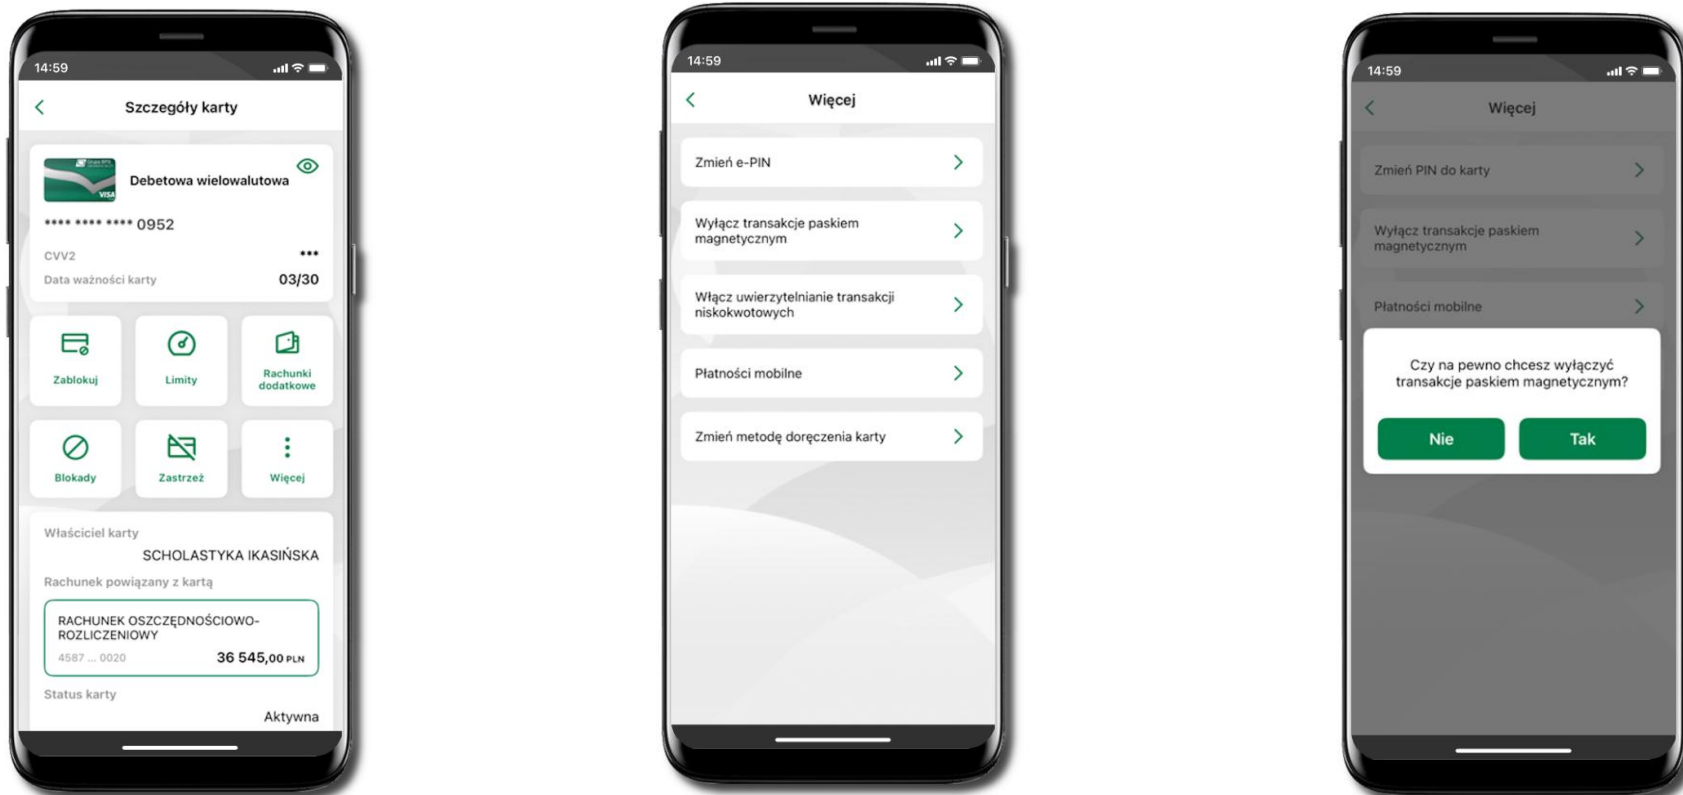 14:59
Szczegóły karty
Grupa BPS
VISA
Debetowa wielowalutowa
**** **** **** 0952
CVV2 ***
Data ważności karty 03/30
Zablokuj
Limity
Rachunki
dodatkowe
Blokady
Zastrzeż
Więcej
Właściciel karty
SCHOLASTYKA IKASIŃSKA
Rachunek powiązany z kartą
RACHUNEK OSZCZĘDNOŚCIOWO-
ROZLICZENIOWY
4587 ... 0020 36 545,00 PLN
Status karty
Aktywna
14:59
Więcej
Zmień e-PIN
Wyłącz transakcje paskiem
magnetycznym
Włącz uwierzytelnianie transakcji
niskokwotowych
Płatności mobilne
Zmień metodę doręczenia karty
14:59
Więcej
Zmień PIN do karty
Wyłącz transakcje paskiem
magnetycznym
Płatności mobilne
Czy na pewno chcesz wyłączyć
transakcje paskiem magnetycznym?
Nie
Tak